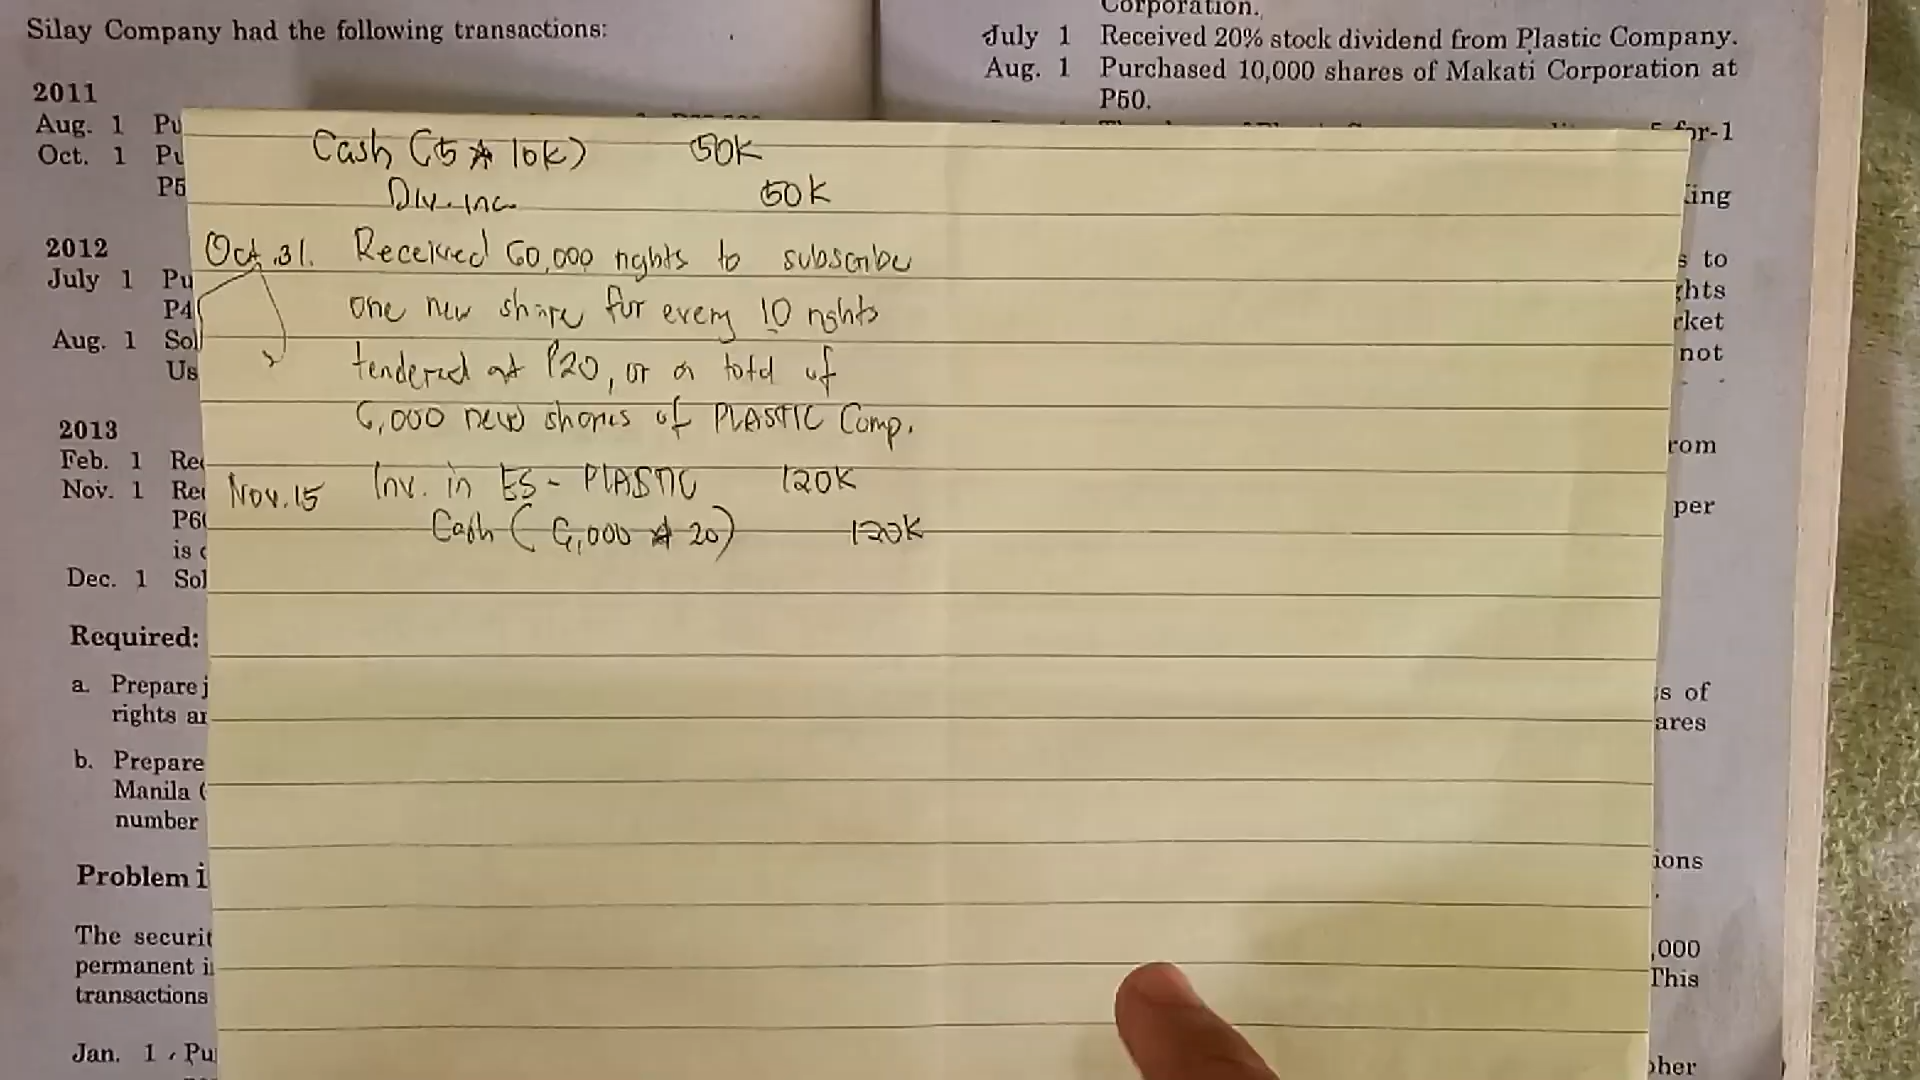 Silay Company had the following transactions:
2011
Aug. 1 Pu
Oct. 1 Pu
P5
2012
July 1 Pu
P4
Aug. 1 Sol
Us
2013
Feb. 1 Re
Nov. 1 Re
P6
is
Dec. 1 Sol
Required:
a. Prepare j
rights ar
b. Prepare
Manila (
number
Problem
The securit
permanent i
transactions
Jan. 1 Pu
Corporation.
July 1 Received 20% stock dividend from Plastic Company.
Aug. 1 Purchased 10,000 shares of Makati Corporation at
P50.
5-for-1
ing
s to
ghts
rket
not
rom
per
s of
ares
ions
,000
This
her
Cash (5 * 10K) 50K
Div. inc. 50K
Oct. 31. Received 60,000 rights to subscribe
one new share for every 10 rights
tendered at P20, or a total of
6,000 new shares of PLASTIC Comp.
Nov. 15 Inv. in ES - PLASTIC 120K
Cash (6,000 * 20) 120K